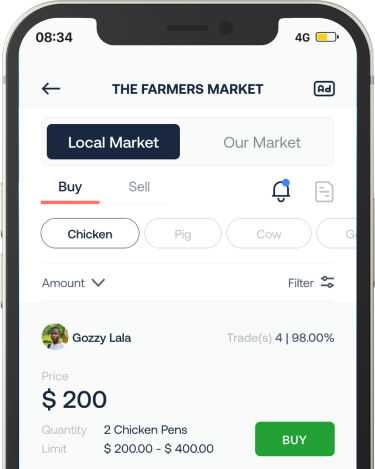 08:34 4G
THE FARMERS MARKET Ad
Local Market Our Market
Buy Sell
Chicken Pig Cow
Amount Filter
Gozzy Lala Trade(s) 4 | 98.00%
Price
$ 200
Quantity 2 Chicken Pens
Limit $ 200.00 - $ 400.00
BUY